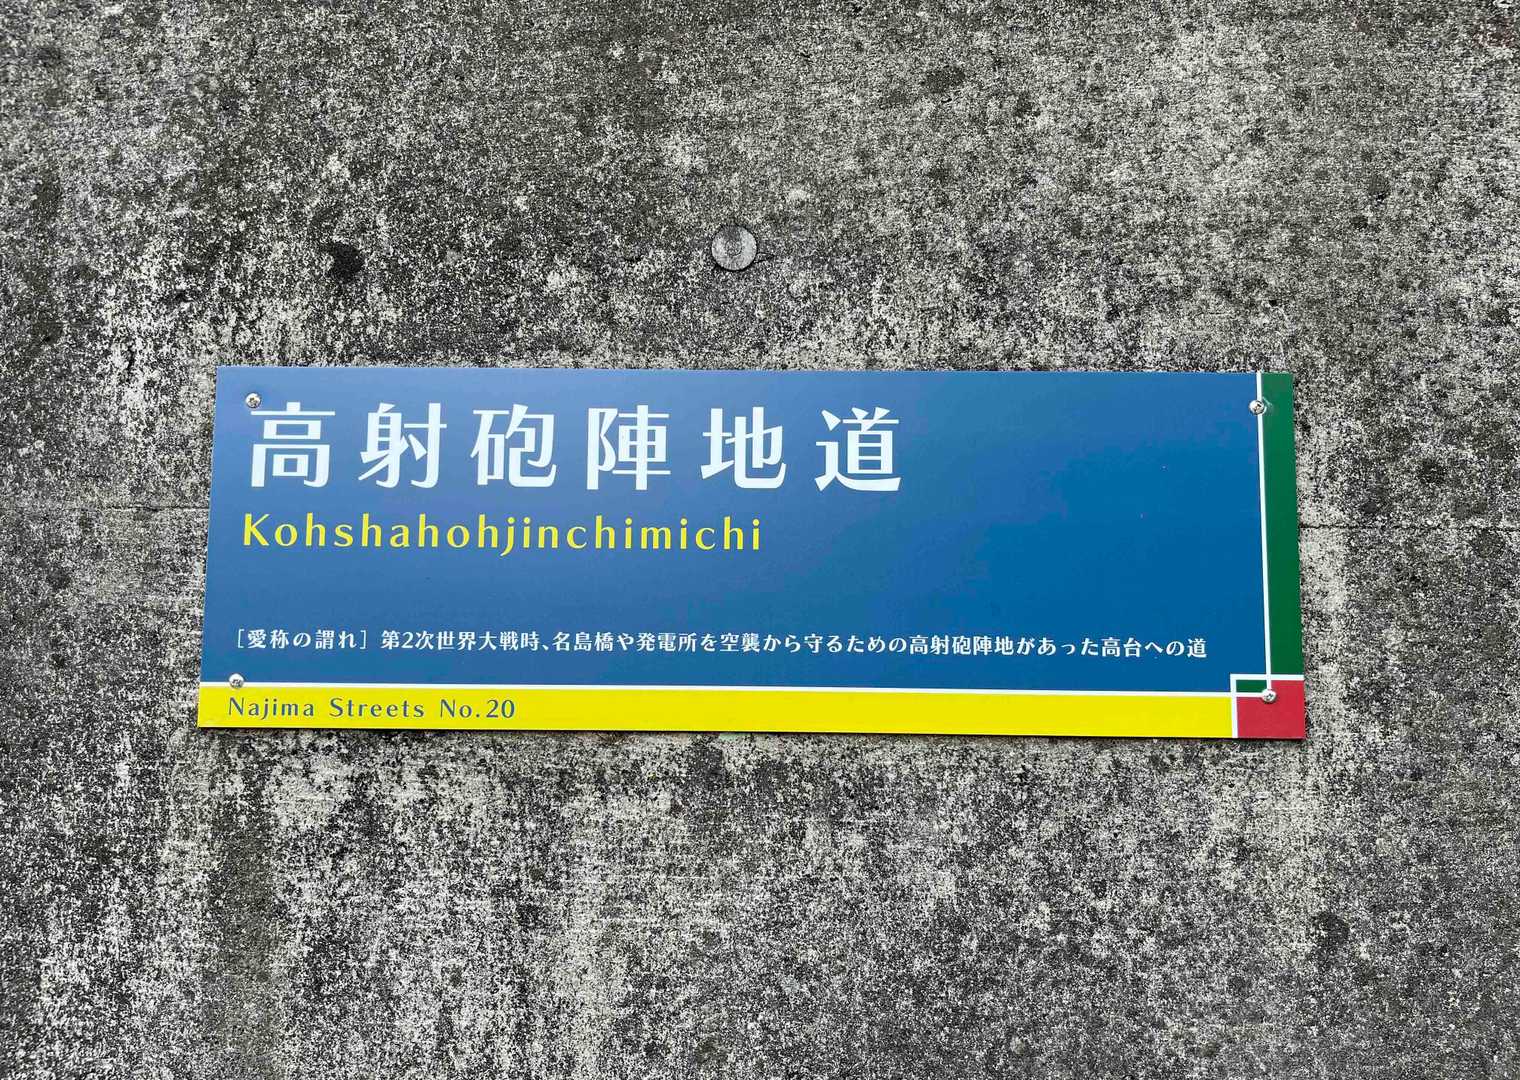 高射砲陣地道
Kohshahohjinchimichi
［愛称の謂れ］第2次世界大戦時、名島橋や発電所を空襲から守るための高射砲陣地があった高台への道
Najima Streets No.20